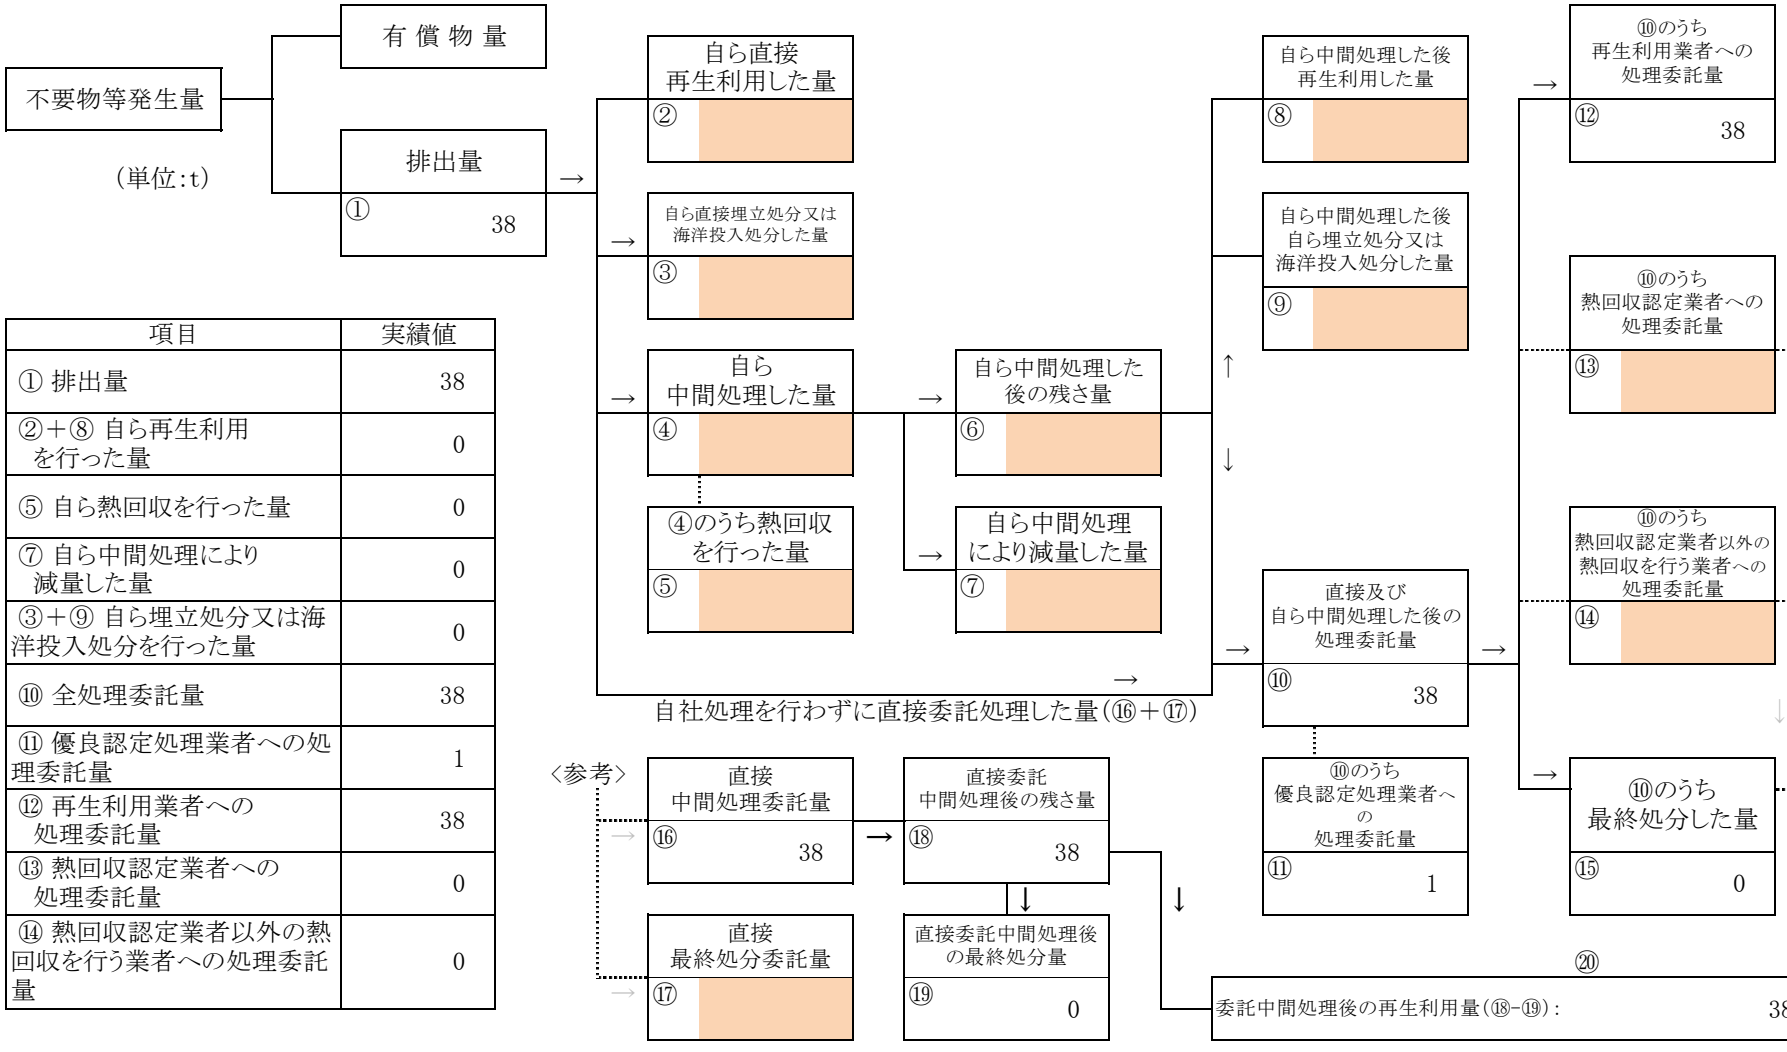 有 償 物 量
不要物等発生量
(単位:t)
排出量
①
38
→
自ら直接
再生利用した量
②
→
自ら直接埋立処分又は
海洋投入処分した量
③
→
自ら
中間処理した量
④
④のうち熱回収
を行った量
⑤
→
自ら中間処理した
後の残さ量
⑥
→
自ら中間処理
により減量した量
⑦
↑
↓
自ら中間処理した後
再生利用した量
⑧
自ら中間処理した後
自ら埋立処分又は
海洋投入処分した量
⑨
→
直接及び
自ら中間処理した後の
処理委託量
⑩
38
⑩のうち
優良認定処理業者へ
の
処理委託量
⑪
1
→
→
⑩のうち
再生利用業者への
処理委託量
⑫
38
⑩のうち
熱回収認定業者への
処理委託量
⑬
⑩のうち
熱回収認定業者以外の
熱回収を行う業者への
処理委託量
⑭
↓
→
⑩のうち
最終処分した量
⑮
0
→
自社処理を行わずに直接委託処理した量(⑯+⑰)
<参考>
→
直接
中間処理委託量
⑯
38
→
直接委託
中間処理後の残さ量
⑱
38
↓
↓
→
直接
最終処分委託量
⑰
直接委託中間処理後
の最終処分量
⑲
0
⑳
委託中間処理後の再生利用量(⑱-⑲):
38
項目 実績値
① 排出量 38
②+⑧ 自ら再生利用
を行った量 0
⑤ 自ら熱回収を行った量 0
⑦ 自ら中間処理により
減量した量 0
③+⑨ 自ら埋立処分又は海
洋投入処分を行った量 0
⑩ 全処理委託量 38
⑪ 優良認定処理業者への処
理委託量 1
⑫ 再生利用業者への
処理委託量 38
⑬ 熱回収認定業者への
処理委託量 0
⑭ 熱回収認定業者以外の熱
回収を行う業者への処理委託
量 0